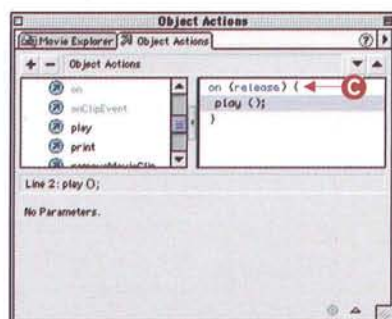 Object Actions
Movie Explorer
Object Actions
?
+ − Object Actions
on
onClipEvent
play
print
removeMovieClip
on (release) {
C
play ();
}
Line 2: play ();
No Parameters.